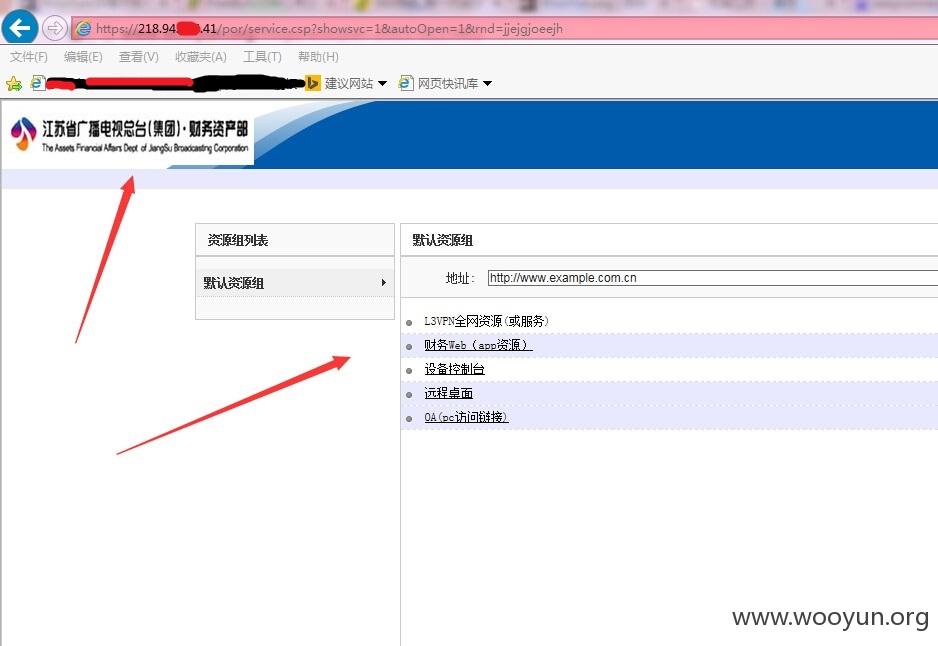 https://218.94. .41/por/service.csp?showsvc=1&autoOpen=1&rnd=jjejgjoeejh
文件(F) 编辑(E) 查看(V) 收藏夹(A) 工具(T) 帮助(H)
建议网站 网页快讯库
江苏省广播电视总台(集团)·财务资产部
The Assets Financial Affairs Dept of JiangSu Broadcasting Corporation
资源组列表
默认资源组
默认资源组
地址: http://www.example.com.cn
L3VPN全网资源(或服务)
财务Web（app资源）
设备控制台
远程桌面
OA(pc访问链接)
www.wooyun.org